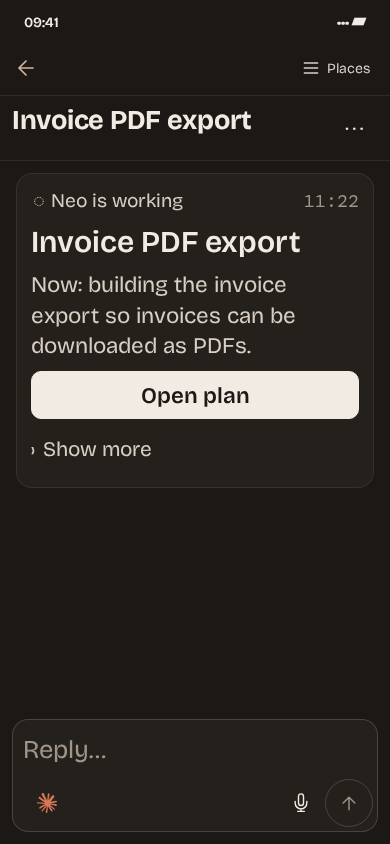 09:41
Places
Invoice PDF export
...
Neo is working 11:22
Invoice PDF export
Now: building the invoice
export so invoices can be
downloaded as PDFs.
Open plan
Show more
Reply...